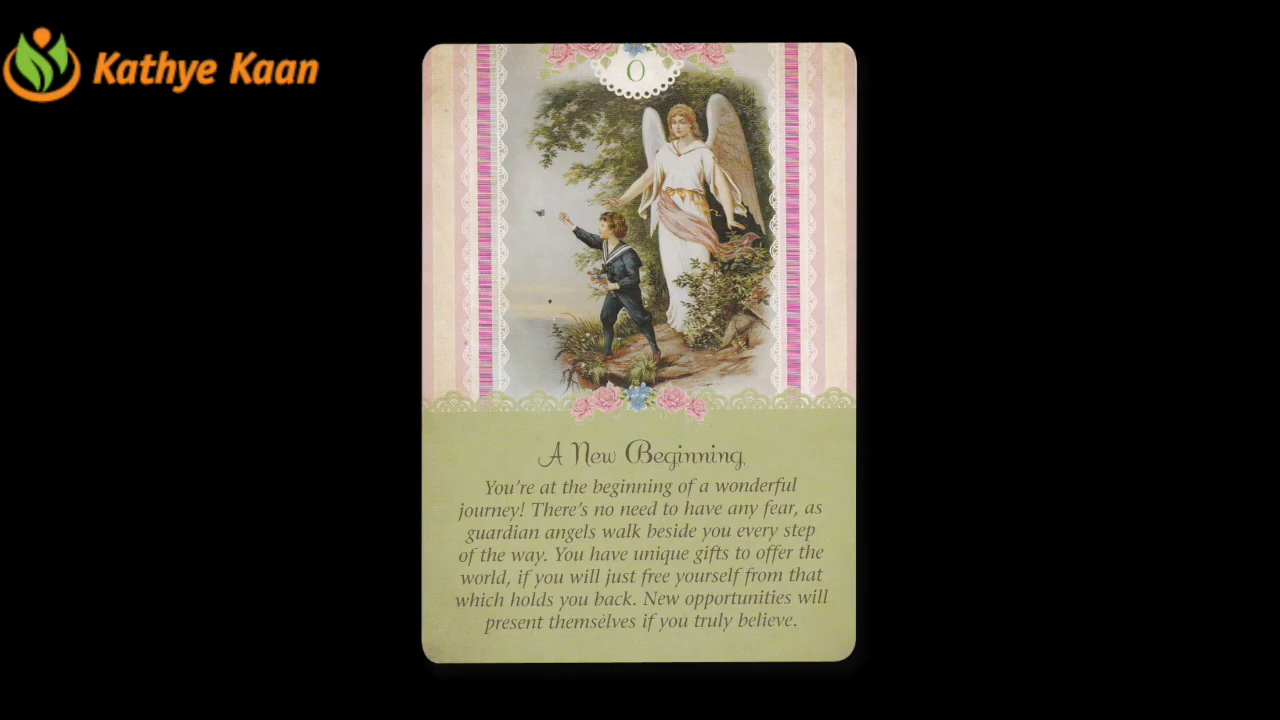 Kathye Kaan
0
A New Beginning
You're at the beginning of a wonderful
journey! There's no need to have any fear, as
guardian angels walk beside you every step
of the way. You have unique gifts to offer the
world, if you will just free yourself from that
which holds you back. New opportunities will
present themselves if you truly believe.